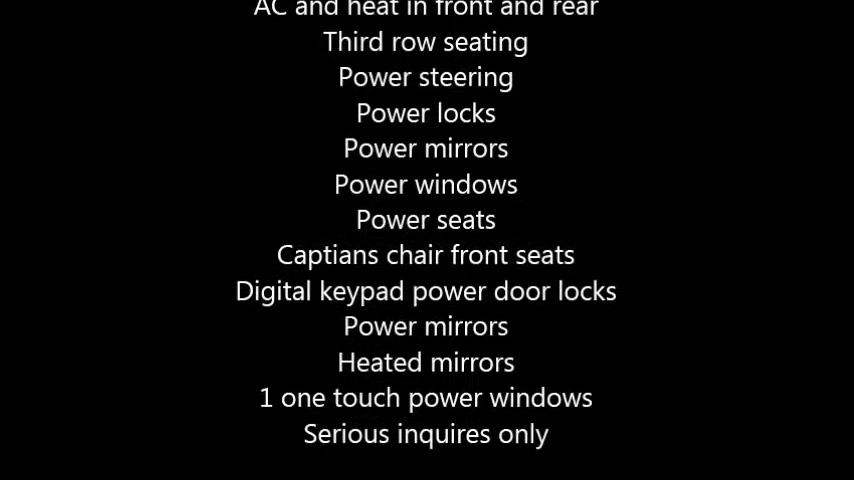 AC and heat in front and rear
Third row seating
Power steering
Power locks
Power mirrors
Power windows
Power seats
Captians chair front seats
Digital keypad power door locks
Power mirrors
Heated mirrors
1 one touch power windows
Serious inquires only